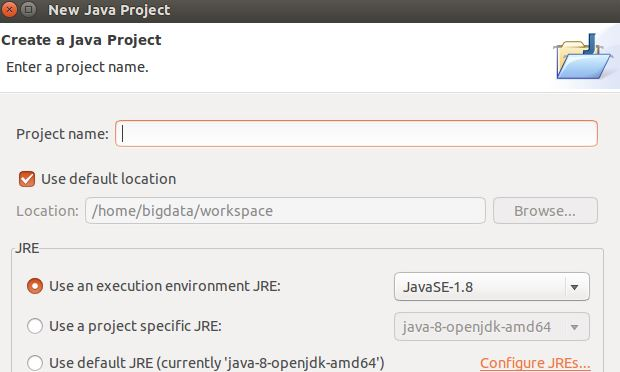 New Java Project
Create a Java Project
Enter a project name.
Project name:
Use default location
Location: /home/bigdata/workspace Browse...
JRE
Use an execution environment JRE: JavaSE-1.8
Use a project specific JRE: java-8-openjdk-amd64
Use default JRE (currently 'java-8-openjdk-amd64') Configure JREs...